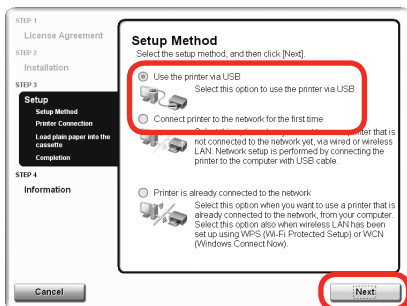 STEP 1
License Agreement
STEP 2
Installation
STEP 3
Setup
Setup Method
Printer Connection
Load plain paper into the
cassette
Completion
STEP 4
Information
Setup Method
Select the setup method, and then click [Next].
Use the printer via USB
Select this option to use the printer via USB.
Connect printer to the network for the first time
printer that is
not connected to the network yet, via wired or wireless
LAN. Network setup is performed by connecting the
printer to the computer with USB cable.
Printer is already connected to the network
Select this option when you want to use a printer that is
already connected to the network, from your computer.
Select this option also when wireless LAN has been
set up using WPS (Wi-Fi Protected Setup) or WCN
(Windows Connect Now).
Cancel
Next